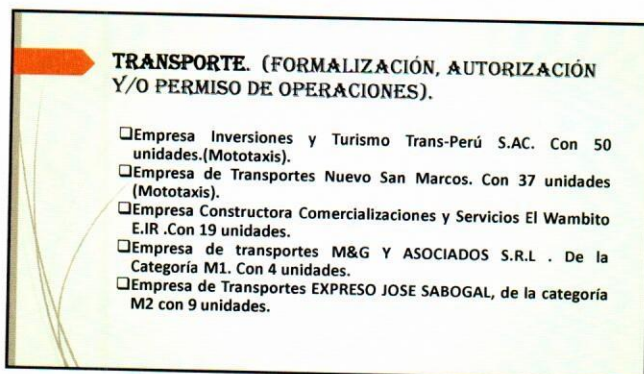 TRANSPORTE. (FORMALIZACIÓN, AUTORIZACIÓN
Y/O PERMISO DE OPERACIONES).
❑Empresa Inversiones y Turismo Trans-Perú S.AC. Con 50
unidades.(Mototaxis).
❑Empresa de Transportes Nuevo San Marcos. Con 37 unidades
(Mototaxis).
❑Empresa Constructora Comercializaciones y Servicios El Wambito
E.IR .Con 19 unidades.
❑Empresa de transportes M&G Y ASOCIADOS S.R.L . De la
Categoría M1. Con 4 unidades.
❑Empresa de Transportes EXPRESO JOSE SABOGAL, de la categoría
M2 con 9 unidades.